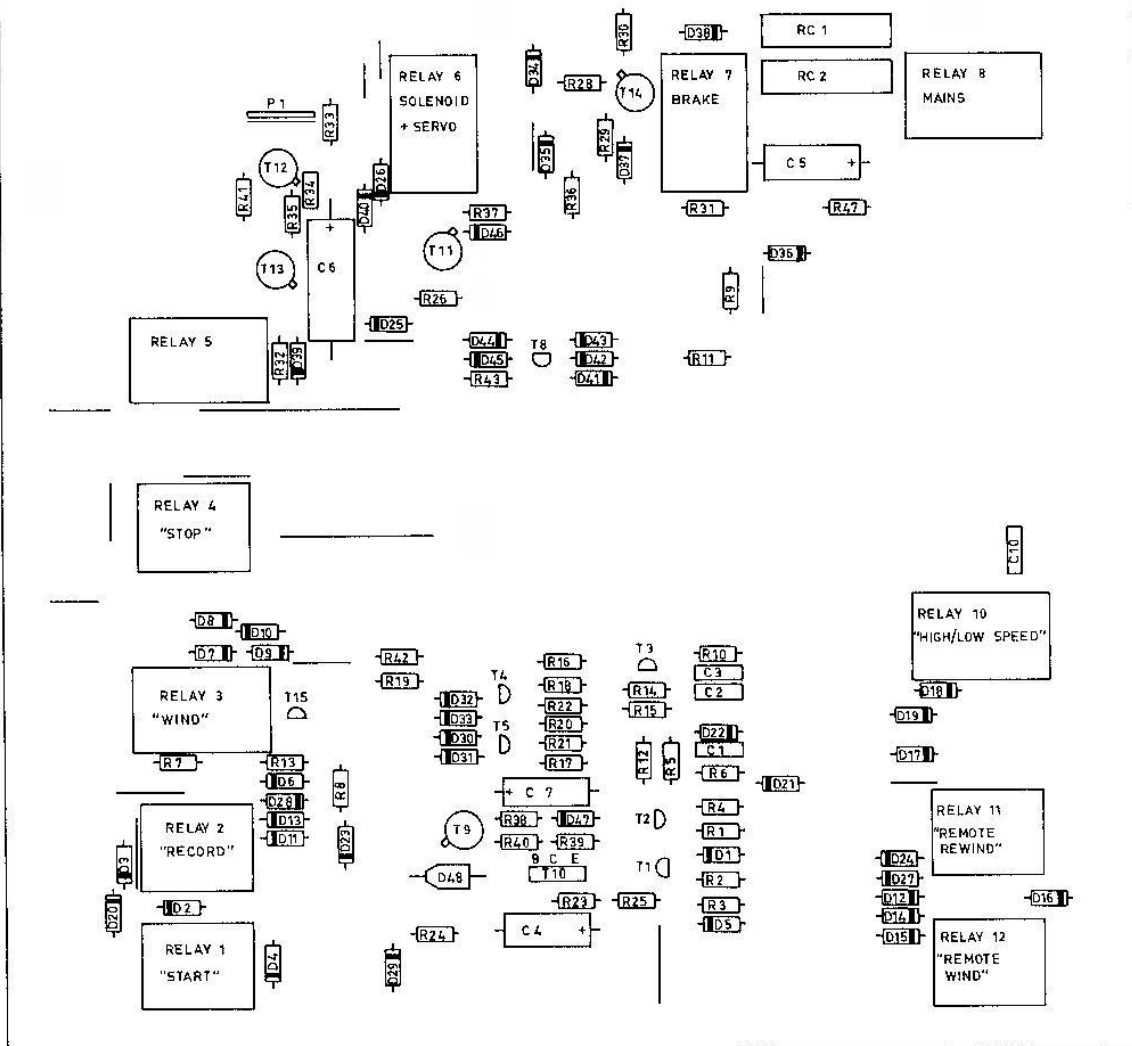 R30
D38
RC 1
RELAY 6
SOLENOID
+ SERVO
D34
R28
T14
RELAY 7
BRAKE
RC 2
RELAY 8
MAINS
P1
R33
R29
D35
D37
C5 +
T12
R41
R34
R35
D40
D26
R36
R37
D46
R31
R47
+
C6
T11
T13
D36
R26
R9
D25
RELAY 5
R32
D39
D44
T8
D43
D45
D42
R43
D41
R11
RELAY 4
"STOP"
C10
RELAY 10
"HIGH/LOW SPEED"
D8
D10
D7
D9
R42
R19
R16
T3
R10
C3
C2
RELAY 3
"WIND"
T15
T4
T5
D32
D33
D30
D31
R18
R22
R20
R21
R17
R14
R15
D22
C1
R12
R5
D18
D19
D17
R7
R13
D6
D28
D13
D11
R8
D23
+ C 7
R6
D21
RELAY 2
"RECORD"
T9
R38
D47
R40
R39
T2
R4
R1
RELAY 11
"REMOTE
REWIND"
D3
D48
B C E
T10
T1
D1
R2
D24
D27
D12
D14
D15
D16
D20
D2
R23
R25
R3
D5
RELAY 1
"START"
D4
D29
R24
C4 +
RELAY 12
"REMOTE
WIND"